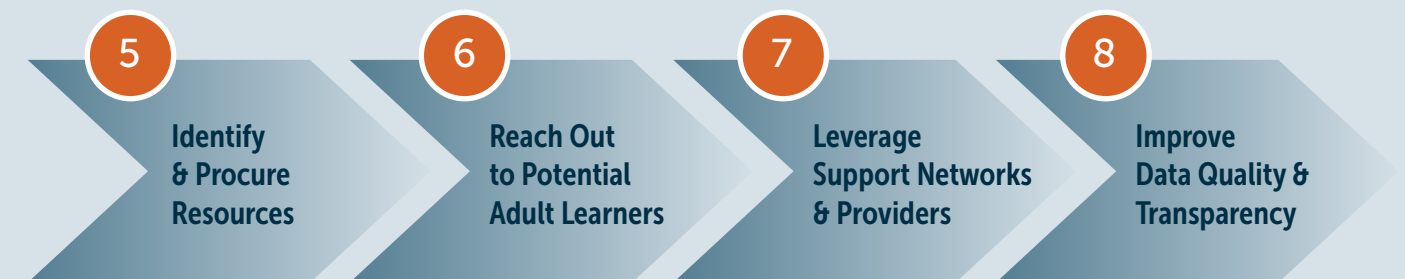 5
Identify
& Procure
Resources
6
Reach Out
to Potential
Adult Learners
7
Leverage
Support Networks
& Providers
8
Improve
Data Quality &
Transparency